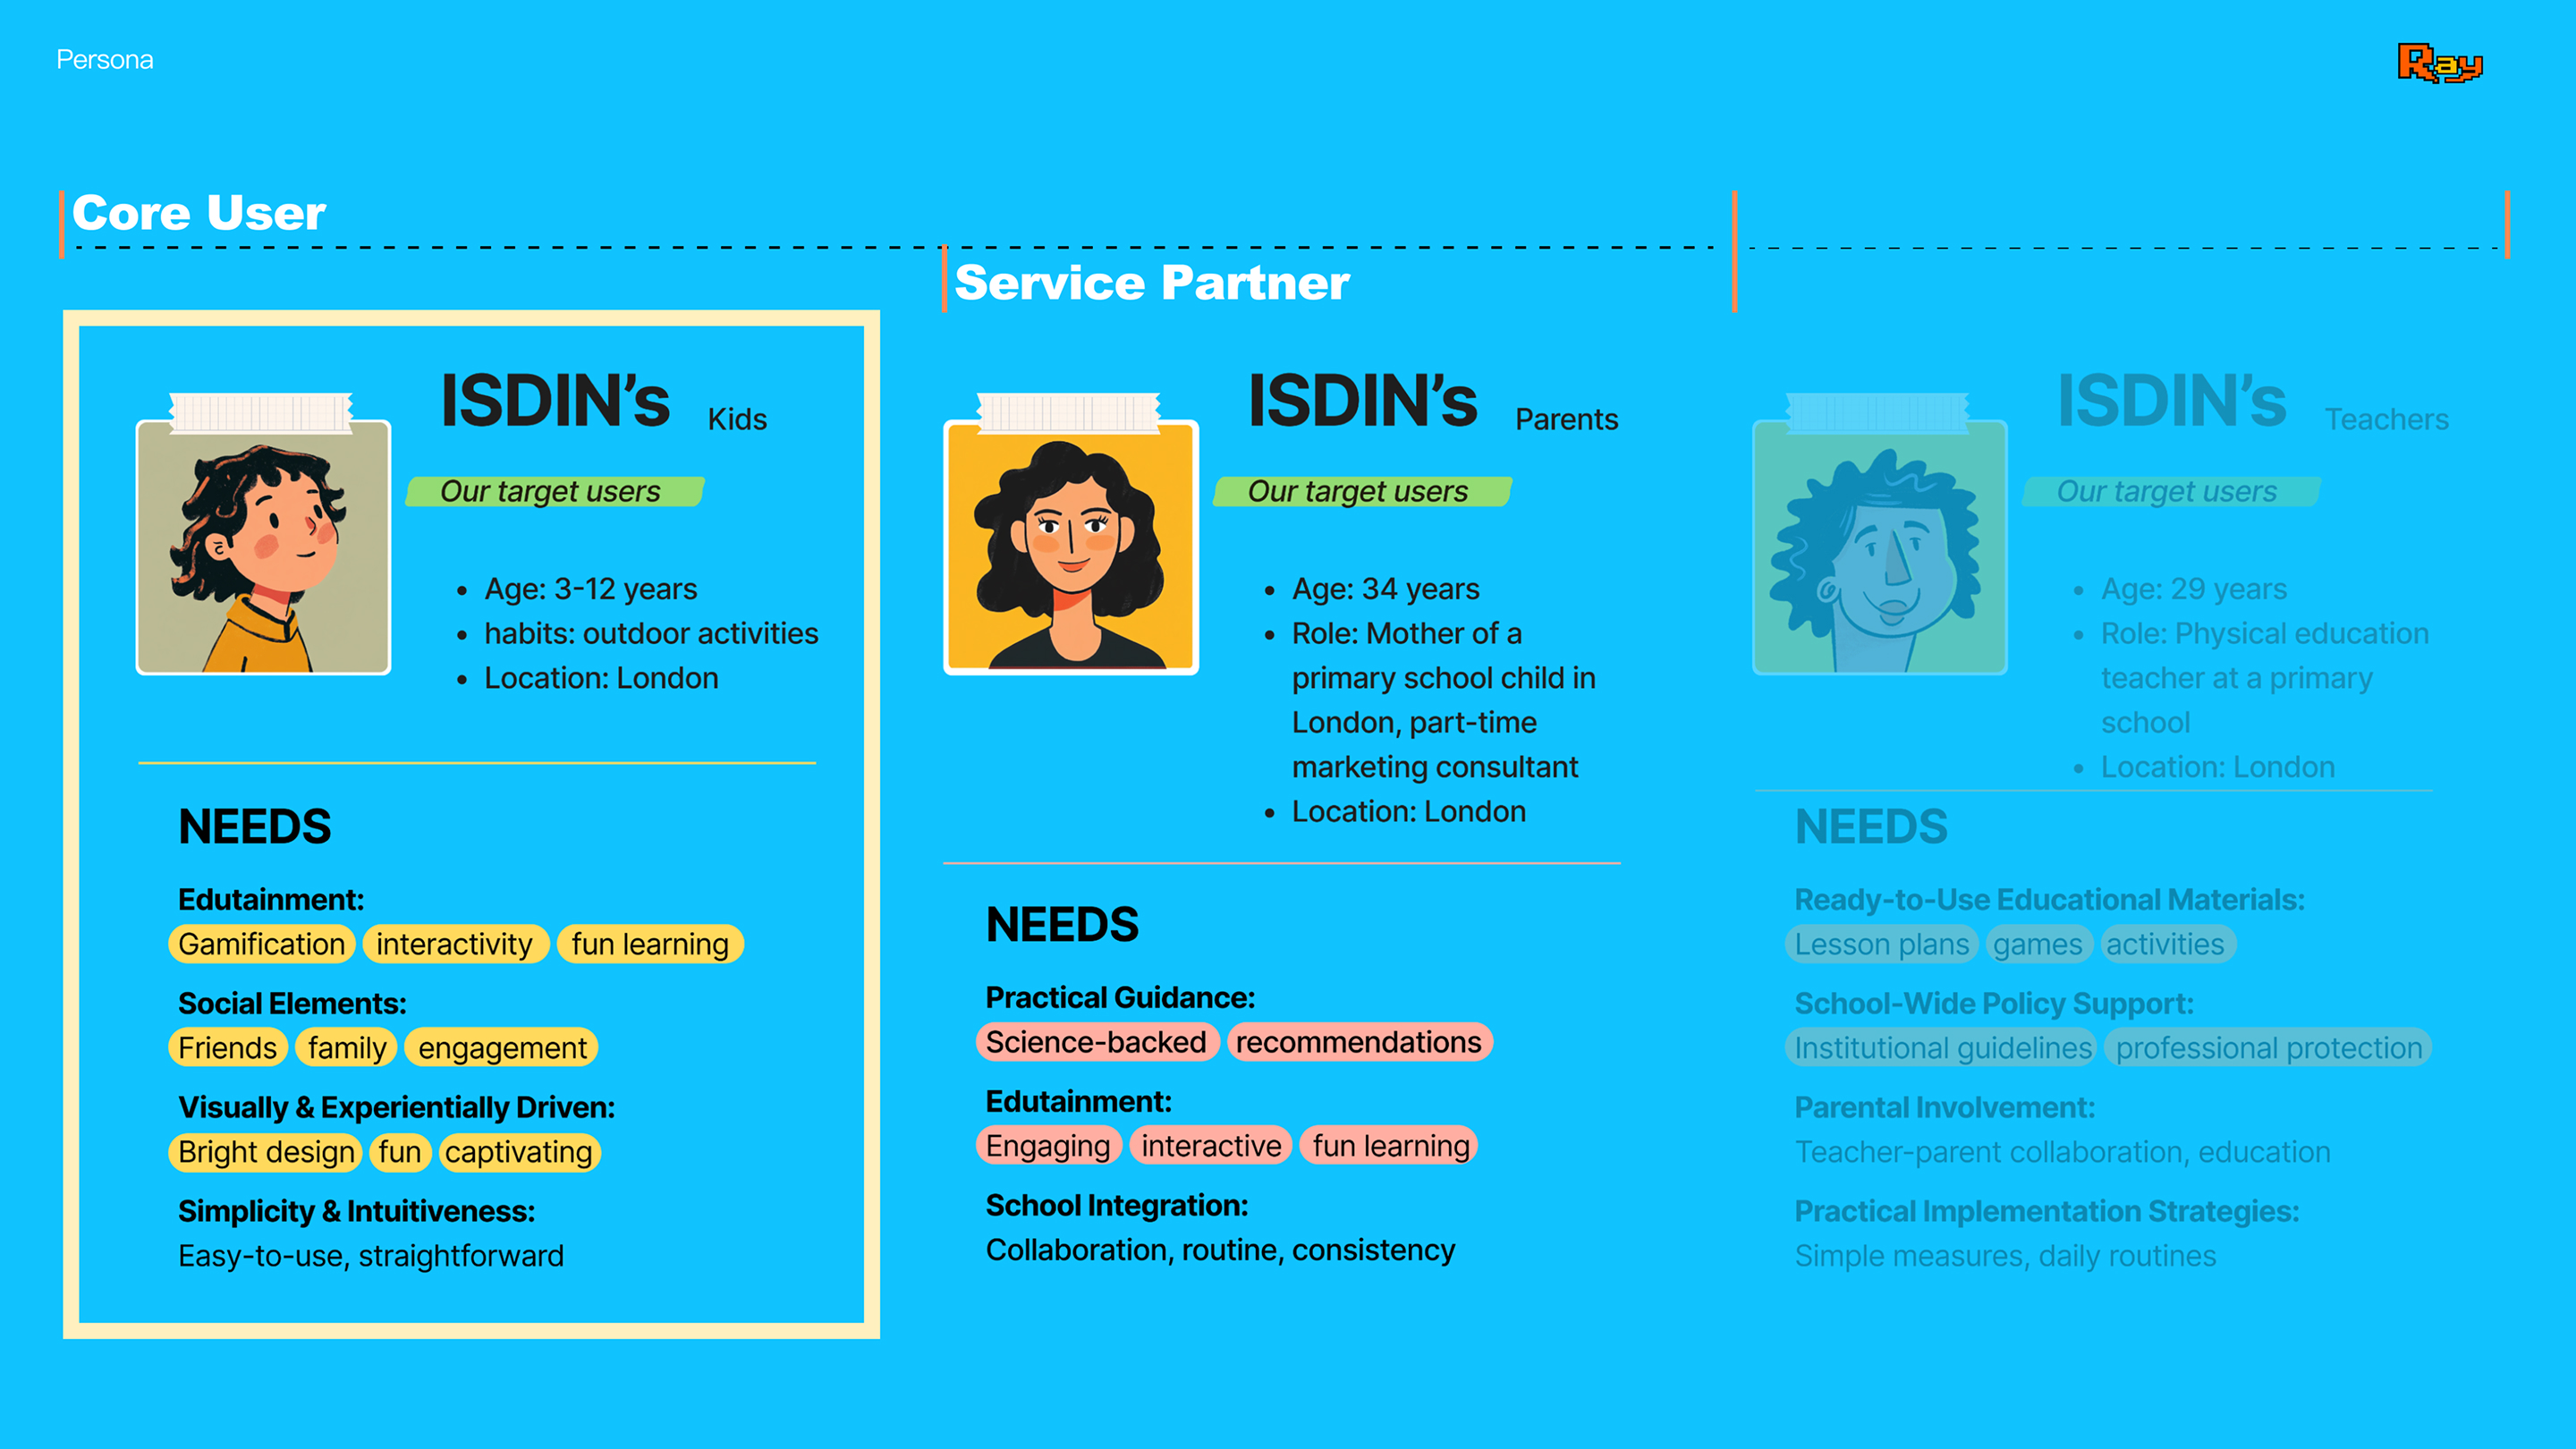 Persona
Ray
Core User
Service Partner
ISDIN’s Kids
Our target users
• Age: 3-12 years
• habits: outdoor activities
• Location: London
NEEDS
Edutainment:
Gamification interactivity fun learning
Social Elements:
Friends family engagement
Visually & Experientially Driven:
Bright design fun captivating
Simplicity & Intuitiveness:
Easy-to-use, straightforward
ISDIN’s Parents
Our target users
• Age: 34 years
• Role: Mother of a
primary school child in
London, part-time
marketing consultant
• Location: London
NEEDS
Practical Guidance:
Science-backed recommendations
Edutainment:
Engaging interactive fun learning
School Integration:
Collaboration, routine, consistency
ISDIN’s Teachers
Our target users
• Age: 29 years
• Role: Physical education
teacher at a primary
school
• Location: London
NEEDS
Ready-to-Use Educational Materials:
Lesson plans games activities
School-Wide Policy Support:
Institutional guidelines professional protection
Parental Involvement:
Teacher-parent collaboration, education
Practical Implementation Strategies:
Simple measures, daily routines